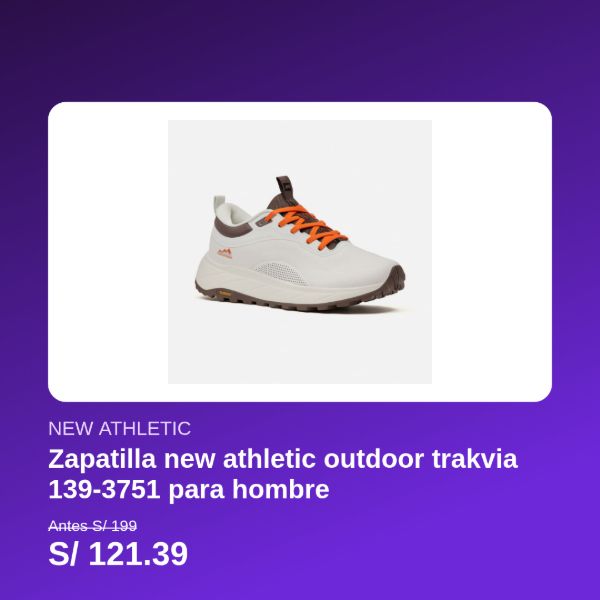 NEW ATHLETIC
Zapatilla new athletic outdoor trakvia
139-3751 para hombre
Antes S/ 199
S/ 121.39